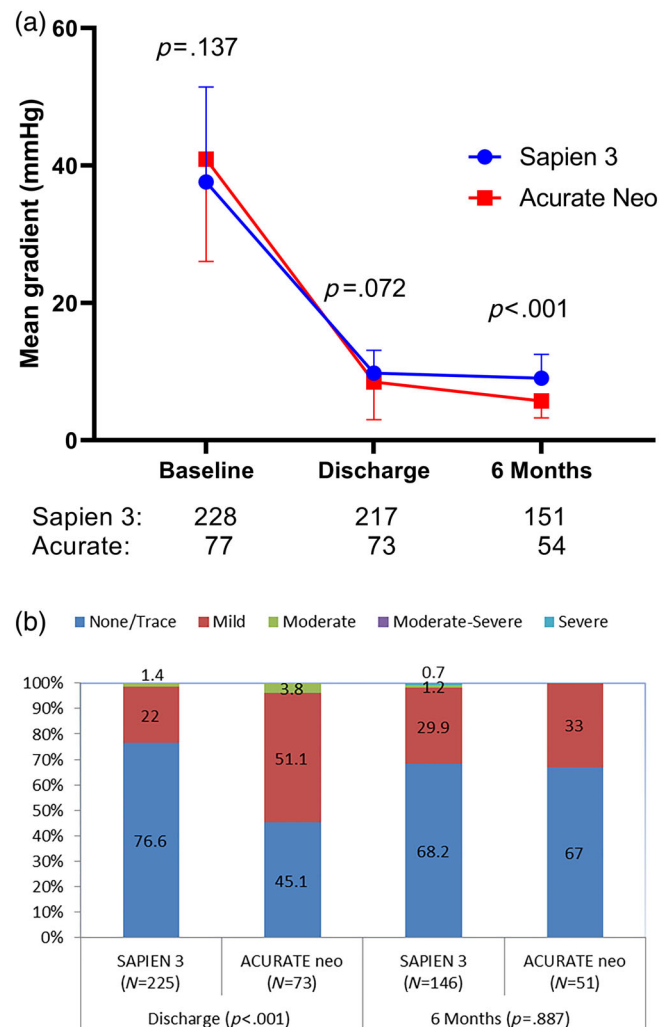 (a)
60
40
20
0
Mean gradient (mmHg)
p=.137
p=.072
p<.001
Sapien 3
Acurate Neo
Baseline Discharge 6 Months
Sapien 3: 228 217 151
Acurate: 77 73 54
(b)
None/Trace Mild Moderate Moderate-Severe Severe
100%
90%
80%
70%
60%
50%
40%
30%
20%
10%
0%
1.4
22
76.6
3.8
51.1
45.1
0.7
1.2
29.9
68.2
33
67
SAPIEN 3 ACURATE neo SAPIEN 3 ACURATE neo
(N=225) (N=73) (N=146) (N=51)
Discharge (p<.001) 6 Months (p=.887)